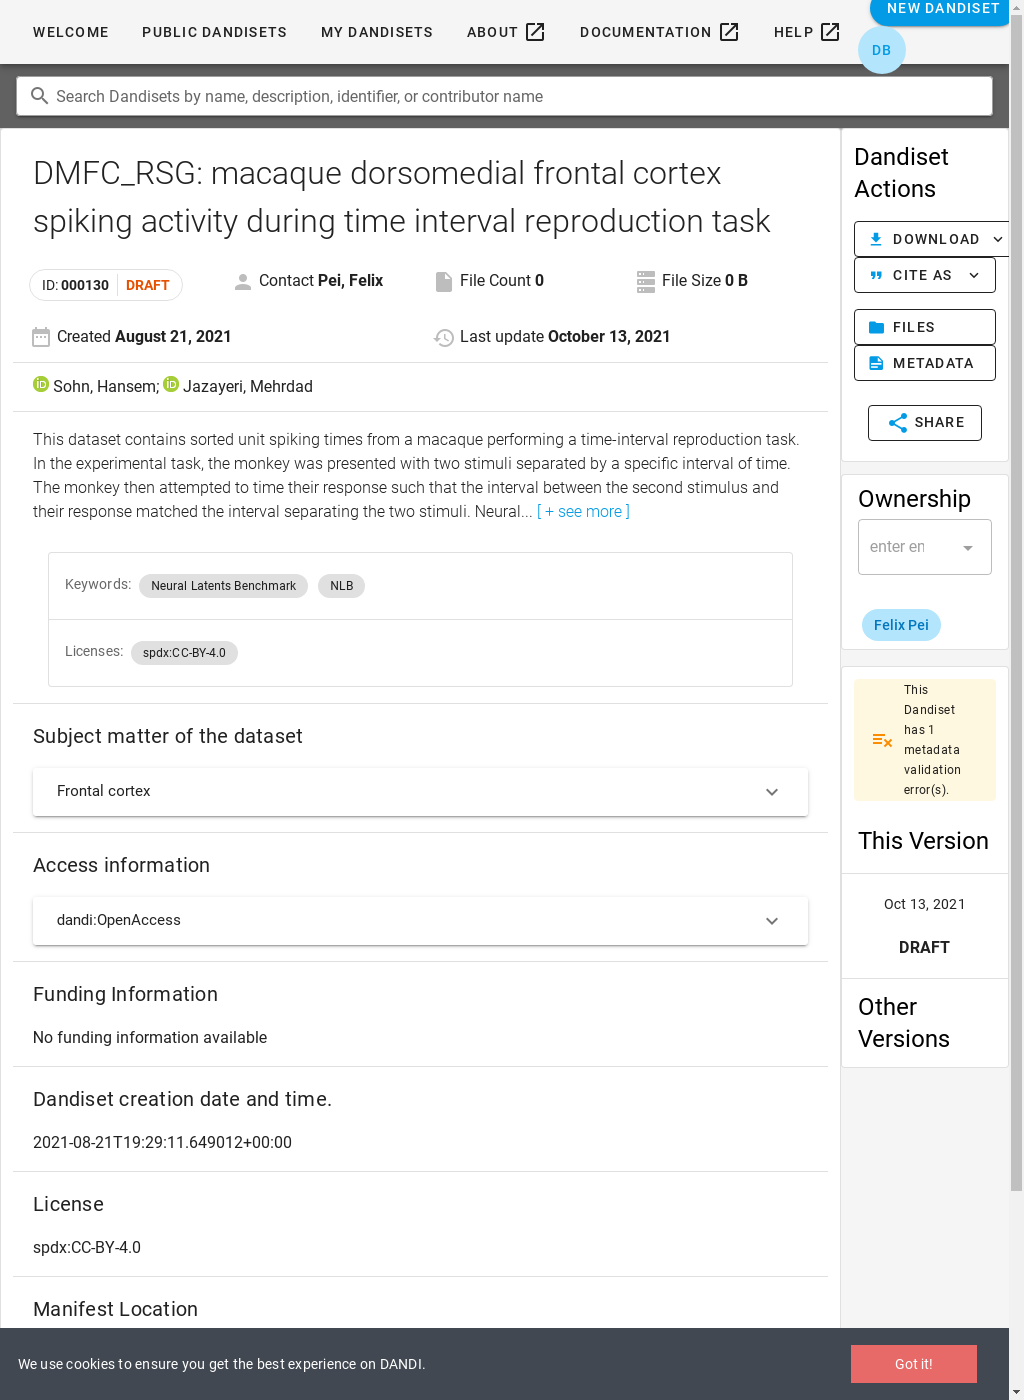 WELCOME PUBLIC DANDISETS MY DANDISETS ABOUT DOCUMENTATION HELP NEW DANDISET
DB
Search Dandisets by name, description, identifier, or contributor name
DMFC_RSG: macaque dorsomedial frontal cortex
spiking activity during time interval reproduction task
ID: 000130 DRAFT Contact Pei, Felix File Count 0 File Size 0 B
Created August 21, 2021 Last update October 13, 2021
iD Sohn, Hansem; iD Jazayeri, Mehrdad
This dataset contains sorted unit spiking times from a macaque performing a time-interval reproduction task.
In the experimental task, the monkey was presented with two stimuli separated by a specific interval of time.
The monkey then attempted to time their response such that the interval between the second stimulus and
their response matched the interval separating the two stimuli. Neural... [ + see more ]
Keywords: Neural Latents Benchmark NLB
Licenses: spdx:CC-BY-4.0
Subject matter of the dataset
Frontal cortex
Access information
dandi:OpenAccess
Funding Information
No funding information available
Dandiset creation date and time.
2021-08-21T19:29:11.649012+00:00
License
spdx:CC-BY-4.0
Manifest Location
Dandiset
Actions
DOWNLOAD
CITE AS
FILES
METADATA
SHARE
Ownership
enter en
Felix Pei
This
Dandiset
has 1
metadata
validation
error(s).
This Version
Oct 13, 2021
DRAFT
Other
Versions
We use cookies to ensure you get the best experience on DANDI.
Got it!